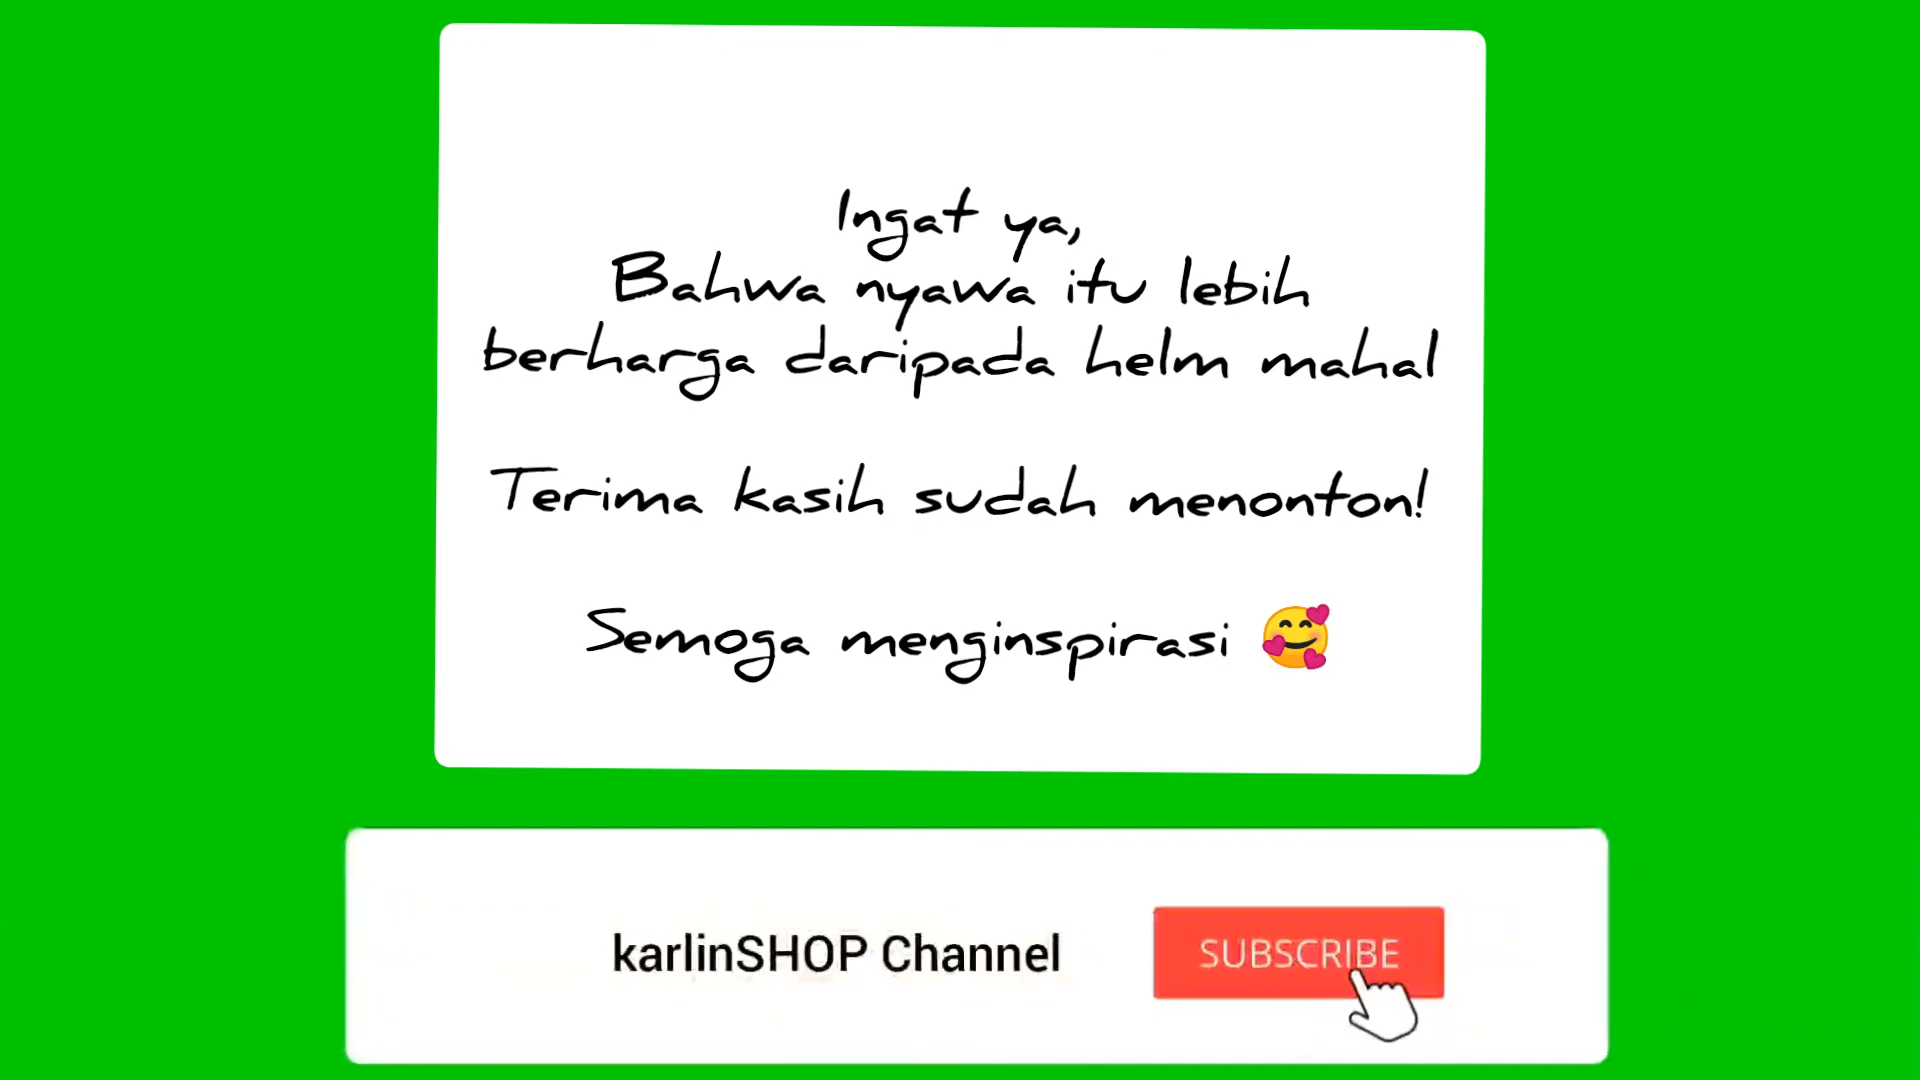 Ingat ya,
Bahwa nyawa itu lebih
berharga daripada helm mahal
Terima kasih sudah menonton!
Semoga menginspirasi 🥰
karlinSHOP Channel
SUBSCRIBE